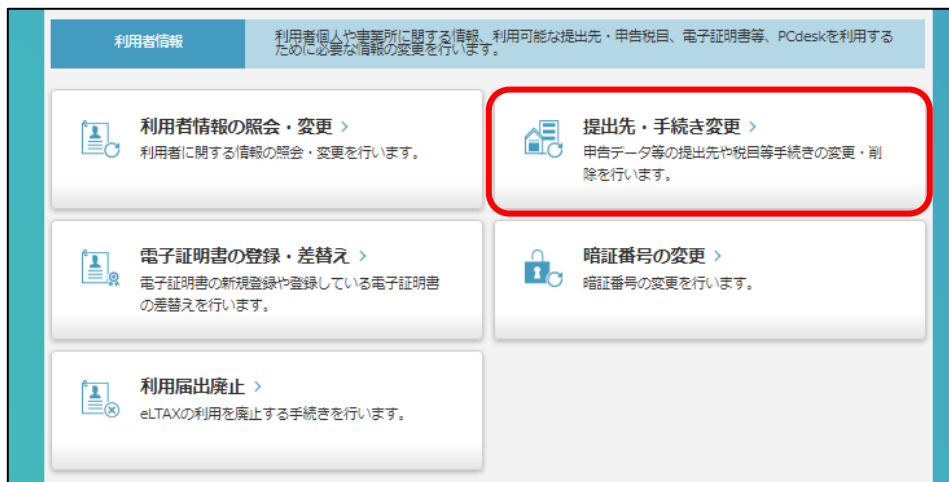 利用者情報
利用者個人や事業所に関する情報、利用可能な提出先・申告税目、電子証明書等、PCdeskを利用する
ために必要な情報の変更を行います。
利用者情報の照会・変更 >
利用者に関する情報の照会・変更を行います。
提出先・手続き変更 >
申告データ等の提出先や税目等手続きの変更・削
除を行います。
電子証明書の登録・差替え >
電子証明書の新規登録や登録している電子証明書
の差替えを行います。
暗証番号の変更 >
暗証番号の変更を行います。
利用届出廃止 >
eLTAXの利用を廃止する手続きを行います。